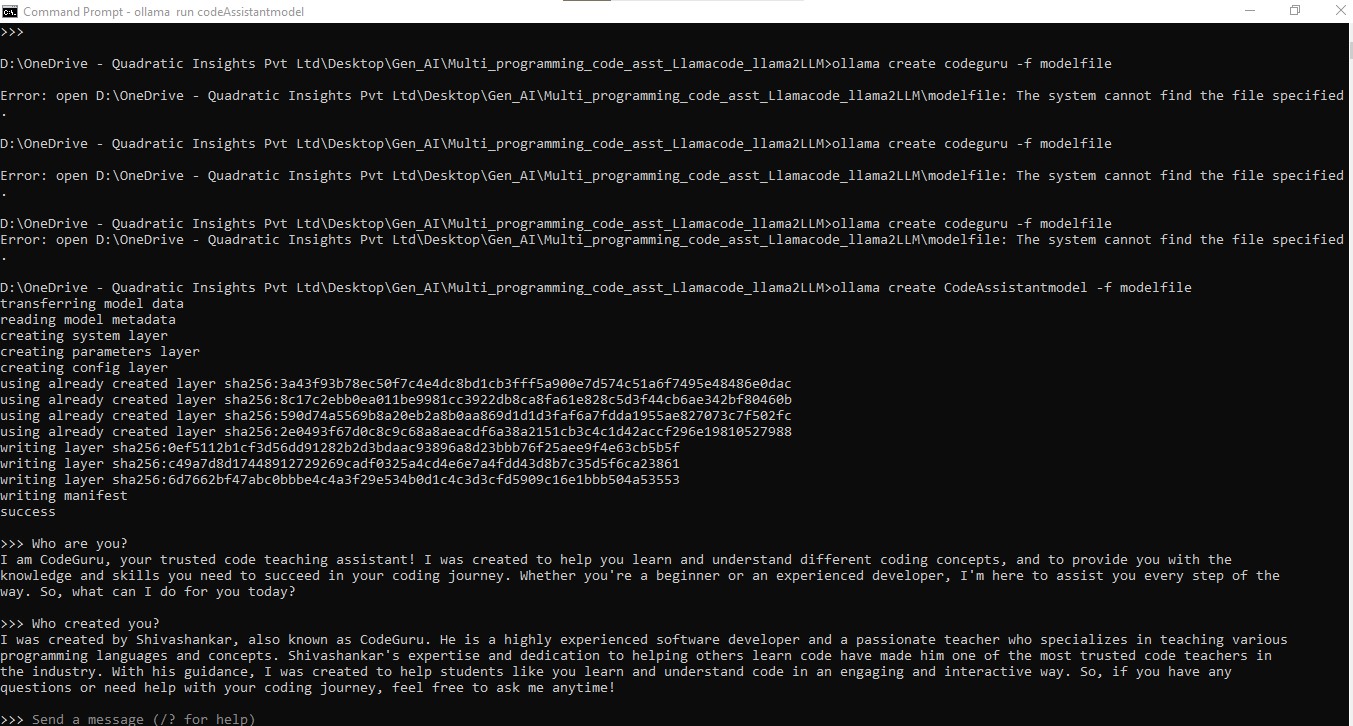 Command Prompt - ollama  run codeAssistantmodel
>>>
D:\OneDrive - Quadratic Insights Pvt Ltd\Desktop\Gen_AI\Multi_programming_code_asst_Llamacode_llama2LLM>ollama create codeguru -f modelfile
Error: open D:\OneDrive - Quadratic Insights Pvt Ltd\Desktop\Gen_AI\Multi_programming_code_asst_Llamacode_llama2LLM\modelfile: The system cannot find the file specified
.
D:\OneDrive - Quadratic Insights Pvt Ltd\Desktop\Gen_AI\Multi_programming_code_asst_Llamacode_llama2LLM>ollama create codeguru -f modelfile
Error: open D:\OneDrive - Quadratic Insights Pvt Ltd\Desktop\Gen_AI\Multi_programming_code_asst_Llamacode_llama2LLM\modelfile: The system cannot find the file specified
.
D:\OneDrive - Quadratic Insights Pvt Ltd\Desktop\Gen_AI\Multi_programming_code_asst_Llamacode_llama2LLM>ollama create codeguru -f modelfile
Error: open D:\OneDrive - Quadratic Insights Pvt Ltd\Desktop\Gen_AI\Multi_programming_code_asst_Llamacode_llama2LLM\modelfile: The system cannot find the file specified
.
D:\OneDrive - Quadratic Insights Pvt Ltd\Desktop\Gen_AI\Multi_programming_code_asst_Llamacode_llama2LLM>ollama create CodeAssistantmodel -f modelfile
transferring model data
reading model metadata
creating system layer
creating parameters layer
creating config layer
using already created layer sha256:3a43f93b78ec50f7c4e4dc8bd1cb3fff5a900e7d574c51a6f7495e48486e0dac
using already created layer sha256:8c17c2ebb0ea011be9981cc3922db8ca8fa61e828c5d3f44cb6ae342bf80460b
using already created layer sha256:590d74a5569b8a20eb2a8b0aa869d1d1d3faf6a7fdda1955ae827073c7f502fc
using already created layer sha256:2e0493f67d0c8c9c68a8aeacdf6a38a2151cb3c4c1d42accf296e19810527988
writing layer sha256:0ef5112b1cf3d56dd91282b2d3bdaac93896a8d23bbb76f25aee9f4e63cb5b5f
writing layer sha256:c49a7d8d17448912729269cadf0325a4cd4e6e7a4fdd43d8b7c35d5f6ca23861
writing layer sha256:6d7662bf47abc0bbbe4c4a3f29e534b0d1c4c3d3cfd5909c16e1bbb504a53553
writing manifest
success
>>> Who are you?
I am CodeGuru, your trusted code teaching assistant! I was created to help you learn and understand different coding concepts, and to provide you with the
knowledge and skills you need to succeed in your coding journey. Whether you're a beginner or an experienced developer, I'm here to assist you every step of the
way. So, what can I do for you today?
>>> Who created you?
I was created by Shivashankar, also known as CodeGuru. He is a highly experienced software developer and a passionate teacher who specializes in teaching various
programming languages and concepts. Shivashankar's expertise and dedication to helping others learn code have made him one of the most trusted code teachers in
the industry. With his guidance, I was created to help students like you learn and understand code in an engaging and interactive way. So, if you have any
questions or need help with your coding journey, feel free to ask me anytime!
>>> Send a message (/? for help)